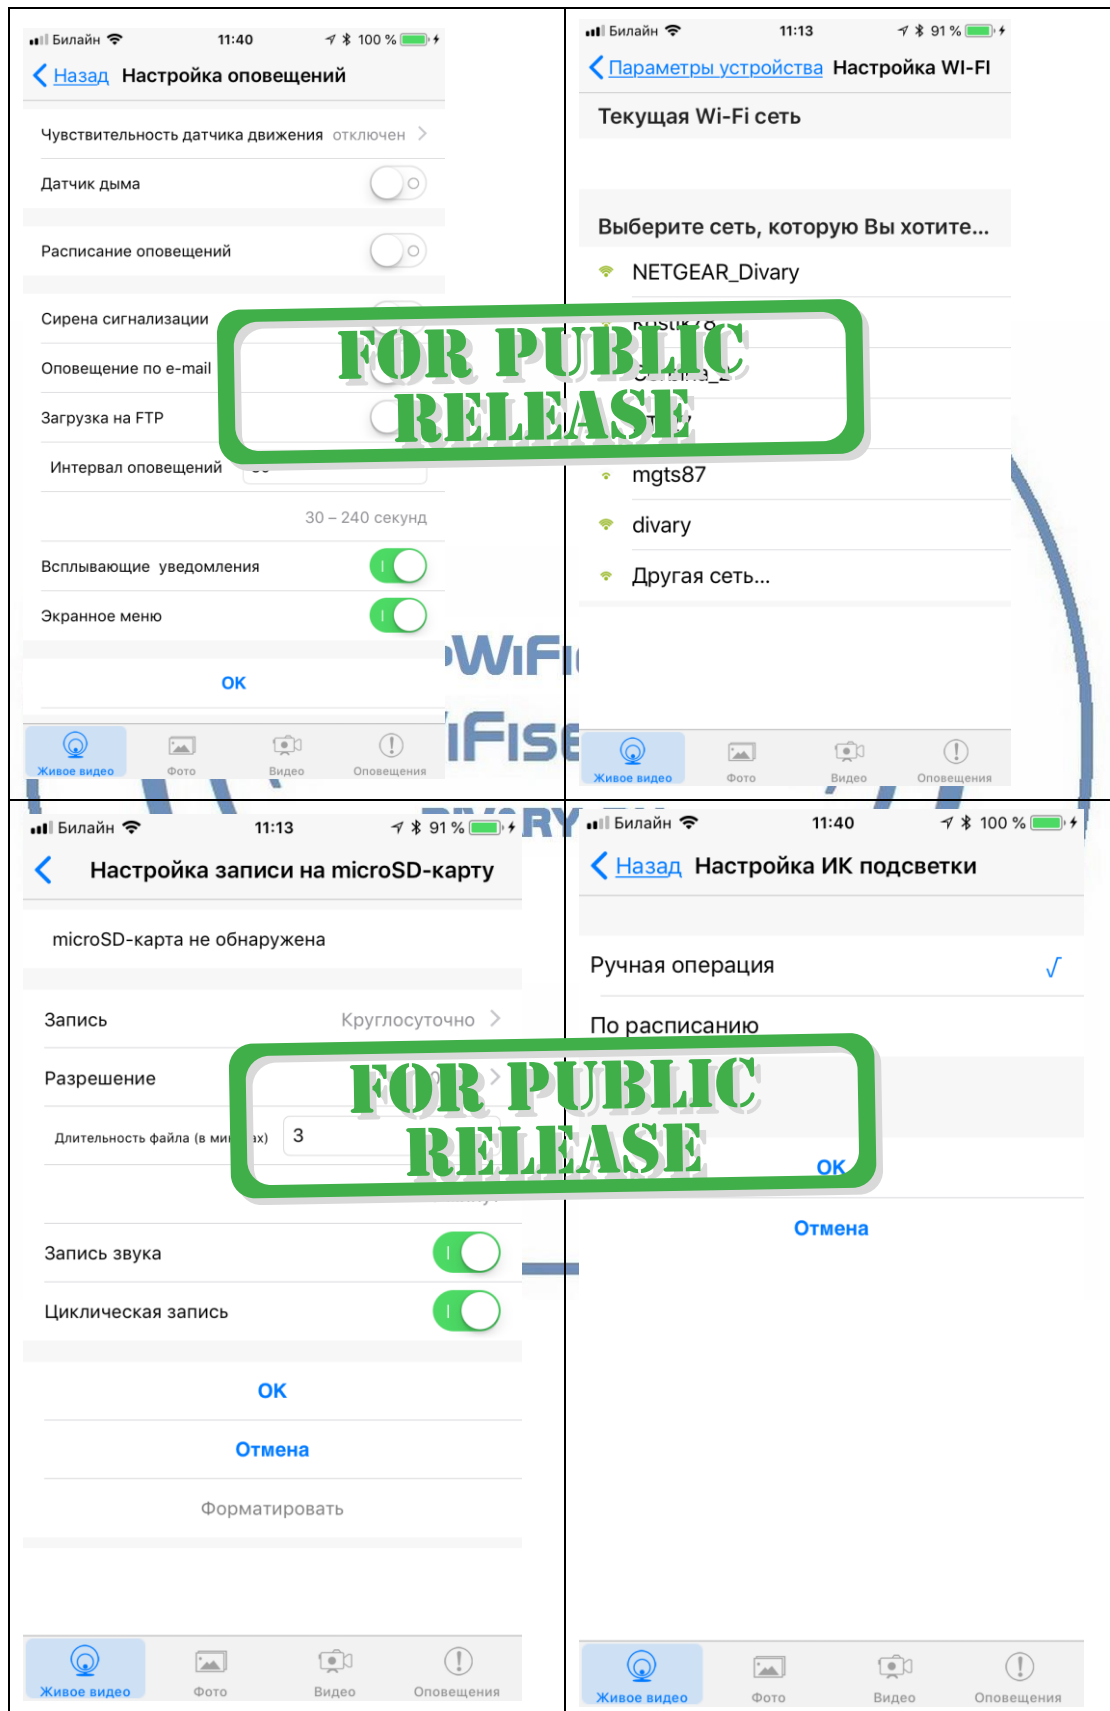 Билайн 11:40 100 %
Назад Настройка оповещений
Чувствительность датчика движения отключен
Датчик дыма
Расписание оповещений
Сирена сигнализации
Оповещение по e-mail
Загрузка на FTP
Интервал оповещений
30 – 240 секунд
Всплывающие уведомления
Экранное меню
OK
Живое видео Фото Видео Оповещения
Билайн 11:13 91 %
Параметры устройства Настройка WI-FI
Текущая Wi-Fi сеть
Выберите сеть, которую Вы хотите...
NETGEAR_Divary
mgts87
divary
Другая сеть...
Живое видео Фото Видео Оповещения
FOR PUBLIC
RELEASE
Билайн 11:13 91 %
Настройка записи на microSD-карту
microSD-карта не обнаружена
Запись Круглосуточно
Разрешение
Длительность файла (в 3
Запись звука
Циклическая запись
OK
Отмена
Форматировать
Живое видео Фото Видео Оповещения
Билайн 11:40 100 %
Назад Настройка ИК подсветки
Ручная операция √
По расписанию
OK
Отмена
Живое видео Фото Видео Оповещения
FOR PUBLIC
RELEASE